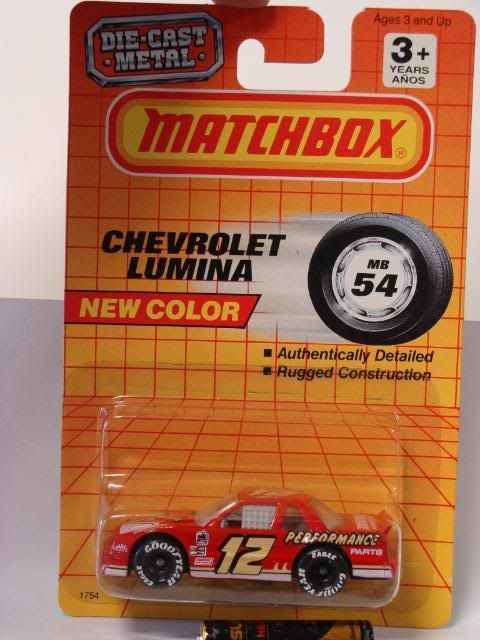 Ages 3 and Up
DIE-CAST
METAL
3+
YEARS
AÑOS
MATCHBOX®
CHEVROLET
LUMINA
MB
54
NEW COLOR
Authentically Detailed
Rugged Construction
12
PERFORMANCE
PARTS
GOODYEAR
EAGLE
EAGLE
GOODYEAR
1754